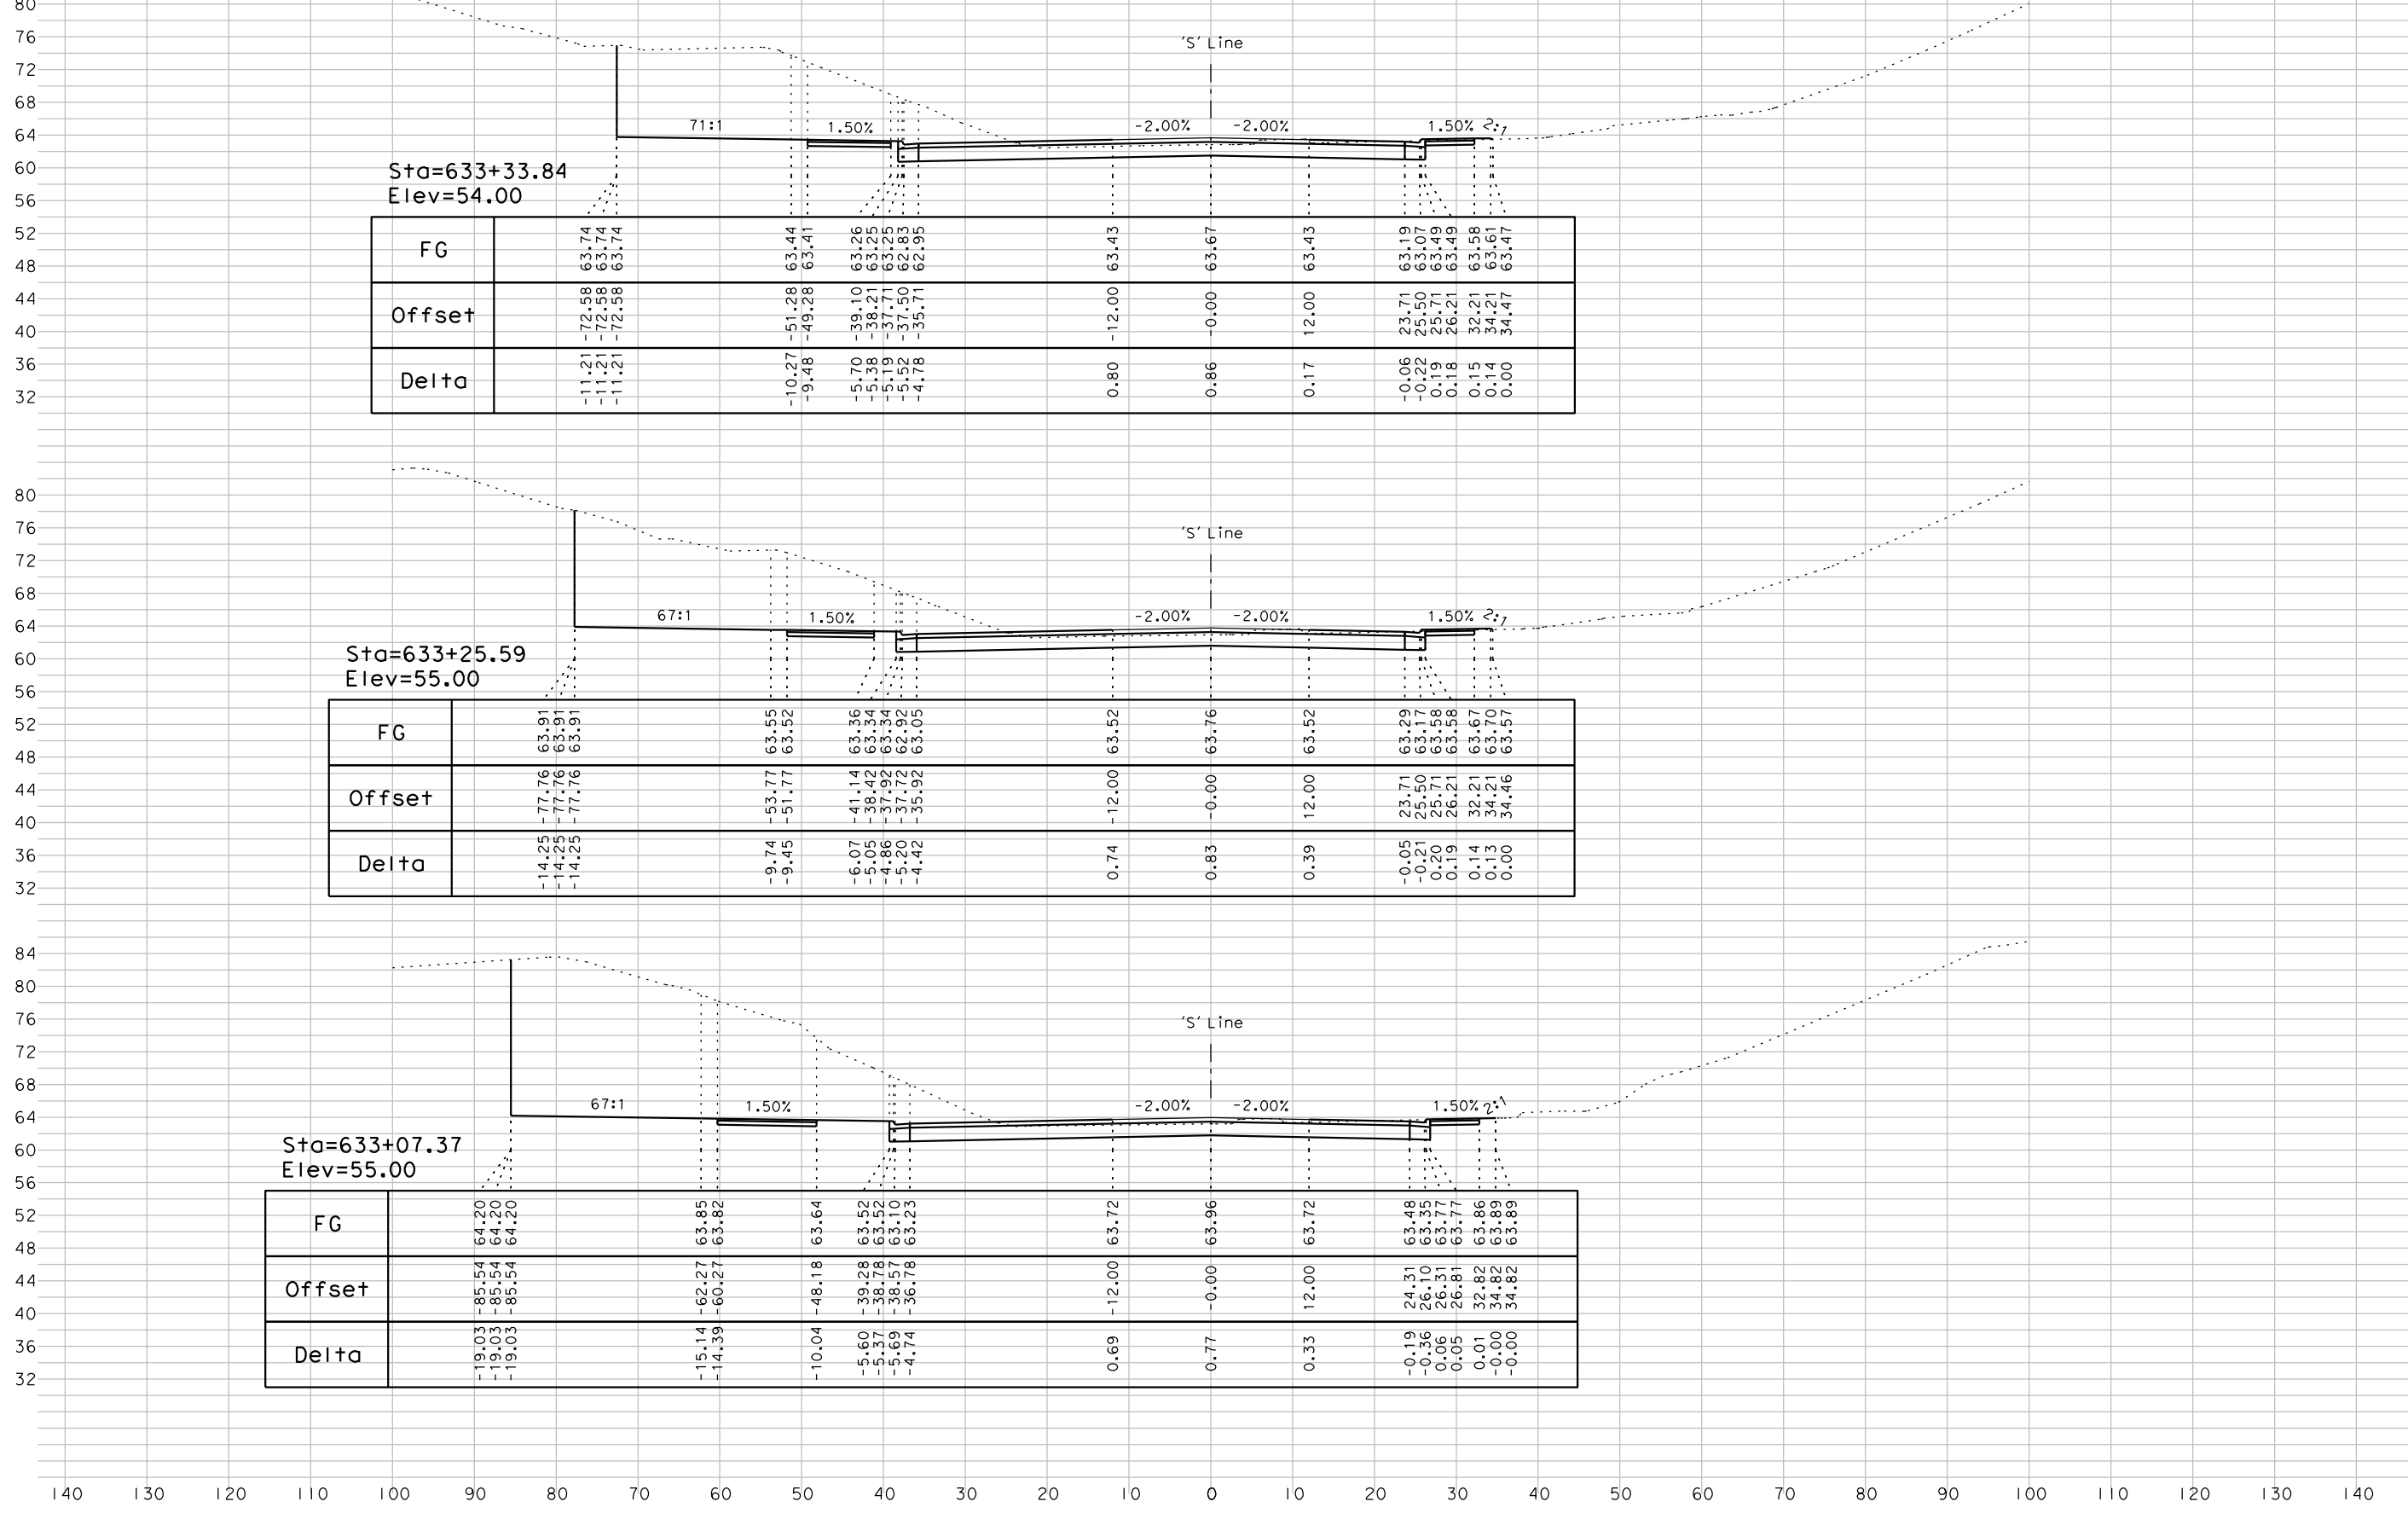 80
76
'S' Line
72
68
64
71:1 1.50% -2.00% -2.00% 1.50% 2:1
60
Sta=633+33.84
56
Elev=54.00
52
48
FG 63.74 63.74 63.74 63.44 63.41 63.26 63.25 63.25 62.83 62.95 63.43 63.67 63.43 63.19 63.07 63.49 63.49 63.58 63.61 63.47
44
40
Offset -72.58 -72.58 -72.58 -51.28 -49.28 -39.10 -38.21 -37.71 -37.50 -35.71 -12.00 -0.00 12.00 23.71 25.50 25.71 26.21 32.21 34.21 34.47
36
32
Delta -11.21 -11.21 -11.21 -10.27 -9.48 -5.70 -5.38 -5.19 -5.52 -4.78 0.80 0.86 0.17 -0.06 -0.22 0.19 0.18 0.15 0.14 0.00
80
76
'S' Line
72
68
64
67:1 1.50% -2.00% -2.00% 1.50% 2:1
60
Sta=633+25.59
56
Elev=55.00
52
48
FG 63.91 63.91 63.91 63.55 63.52 63.36 63.34 63.34 62.92 63.05 63.52 63.76 63.52 63.29 63.17 63.58 63.58 63.67 63.70 63.57
44
40
Offset -77.76 -77.76 -77.76 -53.77 -51.77 -41.14 -38.42 -37.92 -37.72 -35.92 -12.00 -0.00 12.00 23.71 25.50 25.71 26.21 32.21 34.21 34.46
36
32
Delta -14.25 -14.25 -14.25 -9.74 -9.45 -6.07 -5.05 -4.86 -5.20 -4.42 0.74 0.83 0.39 -0.05 -0.21 0.20 0.19 0.14 0.13 0.00
84
80
76
'S' Line
72
68
64
67:1 1.50% -2.00% -2.00% 1.50% 2:1
60
Sta=633+07.37
56
Elev=55.00
52
48
FG 64.20 64.20 64.20 63.85 63.82 63.64 63.52 63.52 63.10 63.23 63.72 63.96 63.72 63.48 63.35 63.77 63.77 63.86 63.89 63.89
44
40
Offset -85.54 -85.54 -85.54 -62.27 -60.27 -48.18 -39.28 -38.78 -38.57 -36.78 -12.00 -0.00 12.00 24.31 26.10 26.31 26.81 32.82 34.82 34.82
36
32
Delta -19.03 -19.03 -19.03 -15.14 -14.39 -10.04 -5.60 -5.37 -5.69 -4.74 0.69 0.77 0.33 -0.19 -0.36 0.06 0.05 0.01 -0.00 -0.00
140 130 120 110 100 90 80 70 60 50 40 30 20 10 0 10 20 30 40 50 60 70 80 90 100 110 120 130 140